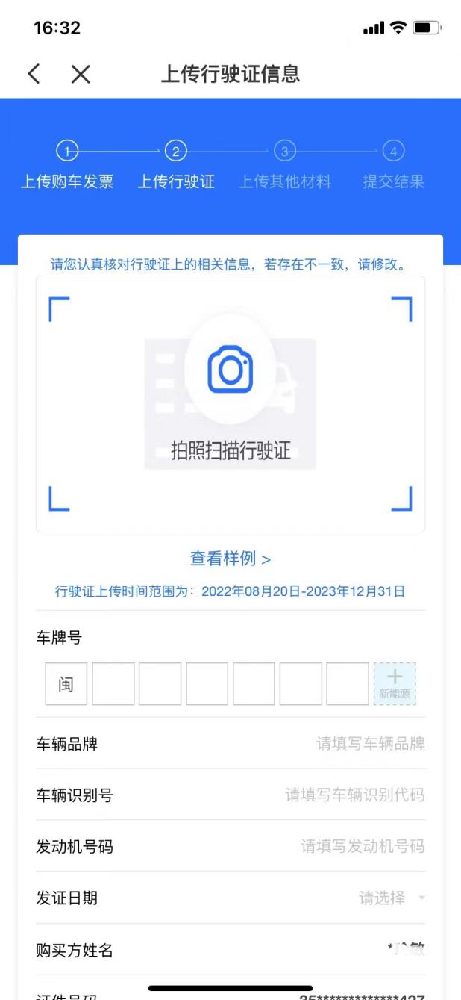 16:32
上传行驶证信息
1 2 3 4
上传购车发票 上传行驶证 上传其他材料 提交结果
请您认真核对行驶证上的相关信息，若存在不一致，请修改。
拍照扫描行驶证
查看样例 >
行驶证上传时间范围为：2022年08月20日-2023年12月31日
车牌号
闽
新能源
车辆品牌 请填写车辆品牌
车辆识别号 请填写车辆识别代码
发动机号码 请填写发动机号码
发证日期 请选择
购买方姓名 敏
证件号码 35*************427